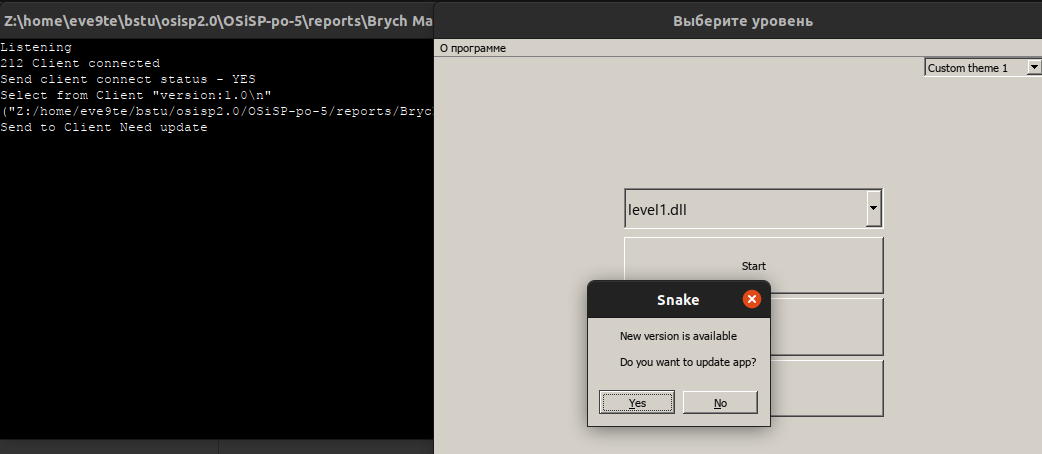 Z:\home\eve9te\bstu\osisp2.0\OSiSP-po-5\reports\Brych Ma
Listening
212 Client connected
Send client connect status - YES
Select from Client "version:1.0\n"
("Z:/home/eve9te/bstu/osisp2.0/OSiSP-po-5/reports/Brych
Send to Client Need update
Выберите уровень
О программе
Custom theme 1
level1.dll
Start
Snake
New version is available
Do you want to update app?
Yes
No